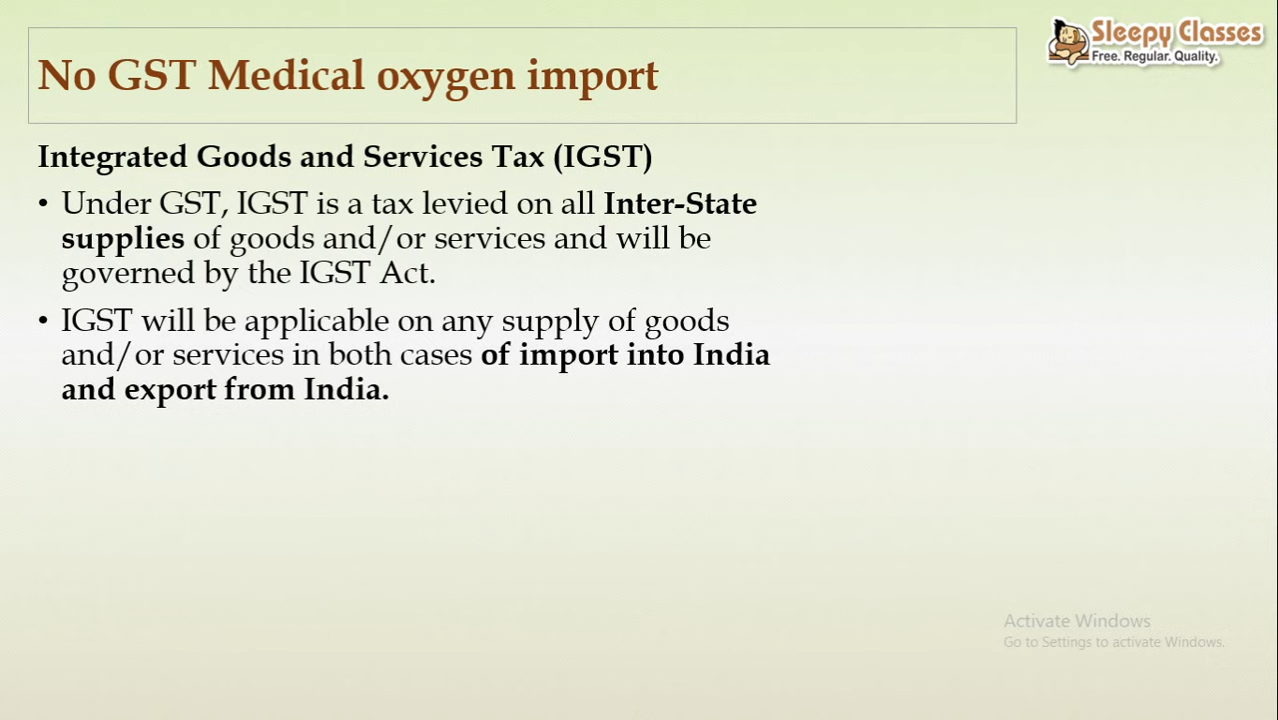 Sleepy Classes
Free. Regular. Quality.
No GST Medical oxygen import
Integrated Goods and Services Tax (IGST)
• Under GST, IGST is a tax levied on all Inter-State
supplies of goods and/or services and will be
governed by the IGST Act.
• IGST will be applicable on any supply of goods
and/or services in both cases of import into India
and export from India.
Activate Windows
Go to Settings to activate Windows.